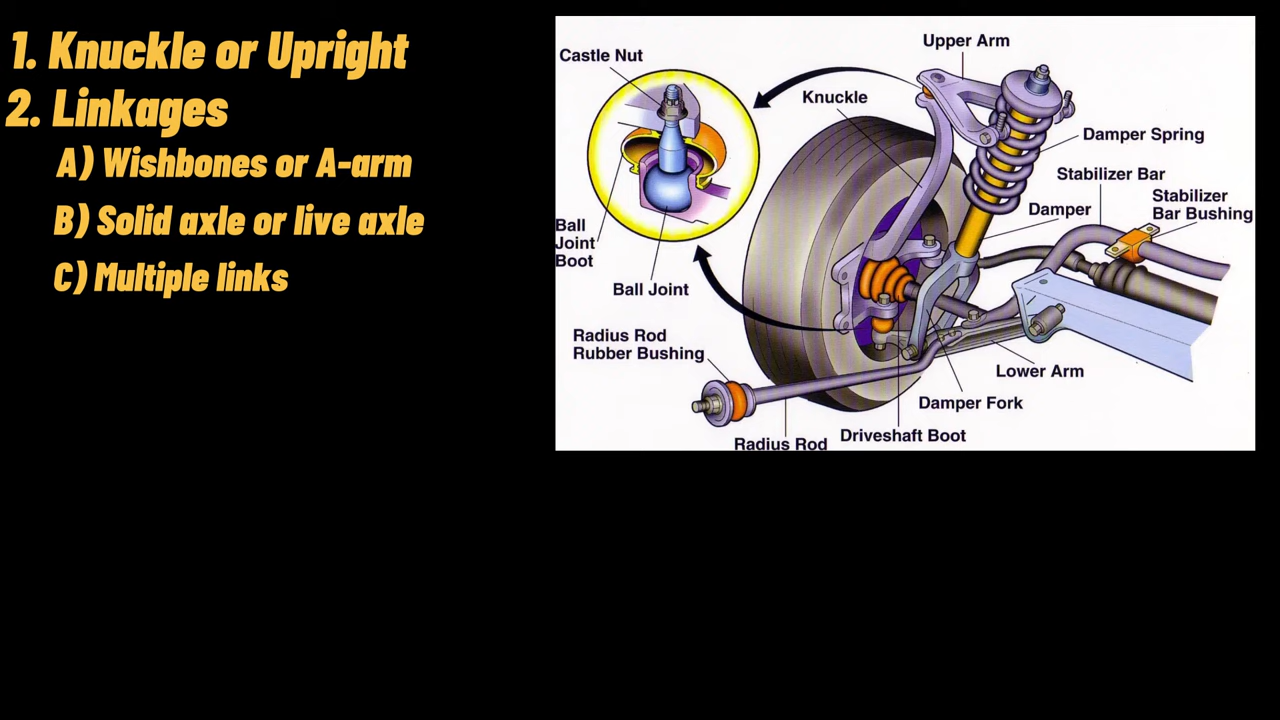 1. Knuckle or Upright
2. Linkages
A) Wishbones or A-arm
B) Solid axle or live axle
C) Multiple links
Upper Arm
Castle Nut
Knuckle
Damper Spring
Stabilizer Bar
Stabilizer
Bar Bushing
Damper
Ball
Joint
Boot
Ball Joint
Radius Rod
Rubber Bushing
Lower Arm
Damper Fork
Driveshaft Boot
Radius Rod